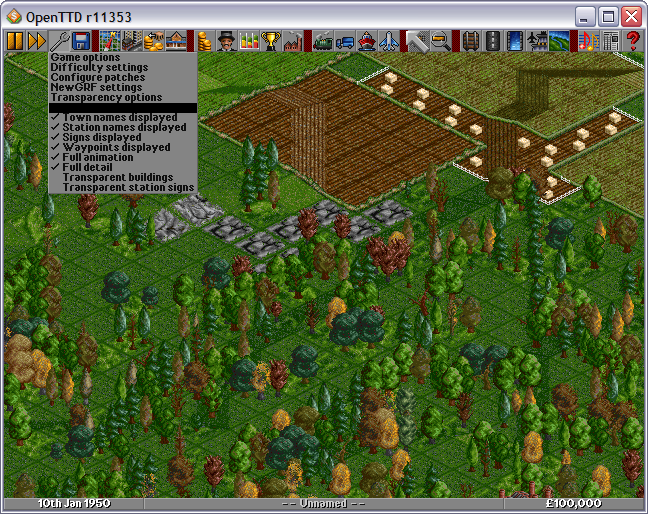 OpenTTD r11353
Game options
Difficulty settings
Configure patches
NewGRF settings
Transparency options
✓ Town names displayed
✓ Station names displayed
✓ Signs displayed
✓ Waypoints displayed
✓ Full animation
✓ Full detail
Transparent buildings
Transparent station signs
10th Jan 1950
- - Unnamed - -
£100,000